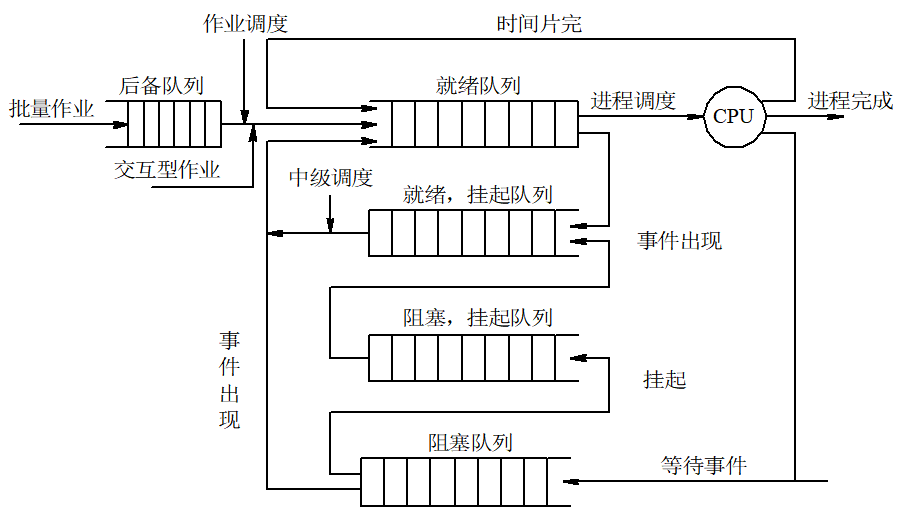 作业调度
时间片完
后备队列
就绪队列
批量作业
进程调度
CPU
进程完成
交互型作业
中级调度
就绪，挂起队列
事件出现
阻塞，挂起队列
事件出现
挂起
阻塞队列
等待事件